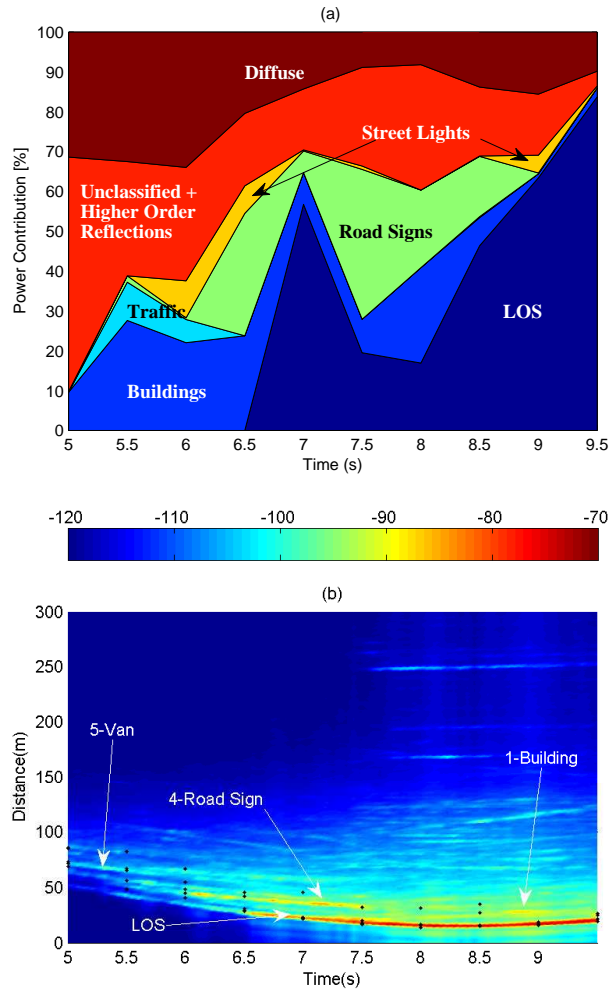 (a)
100
90
80
70
60
50
40
30
20
10
0
Power Contribution [%]
Diffuse
Street Lights
Unclassified +
Higher Order
Reflections
Road Signs
Traffic
LOS
Buildings
5 5.5 6 6.5 7 7.5 8 8.5 9 9.5
Time (s)
-120 -110 -100 -90 -80 -70
(b)
300
250
200
150
100
50
0
Distance(m)
5-Van
1-Building
4-Road Sign
LOS
5 5.5 6 6.5 7 7.5 8 8.5 9 9.5
Time(s)